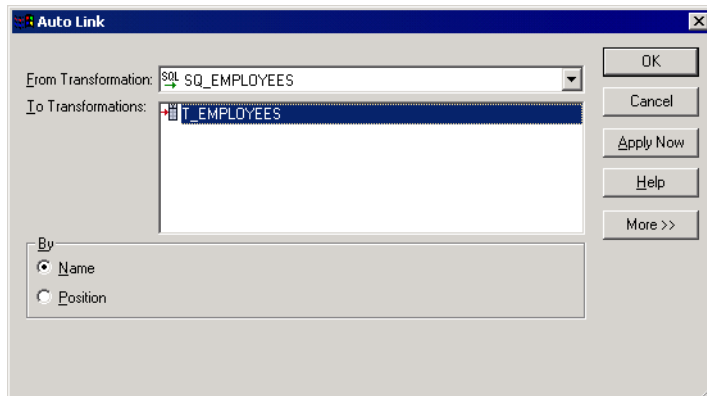 Auto Link
From Transformation: SQL SQ_EMPLOYEES
To Transformations: T_EMPLOYEES
OK
Cancel
Apply Now
Help
More >>
By
Name
Position